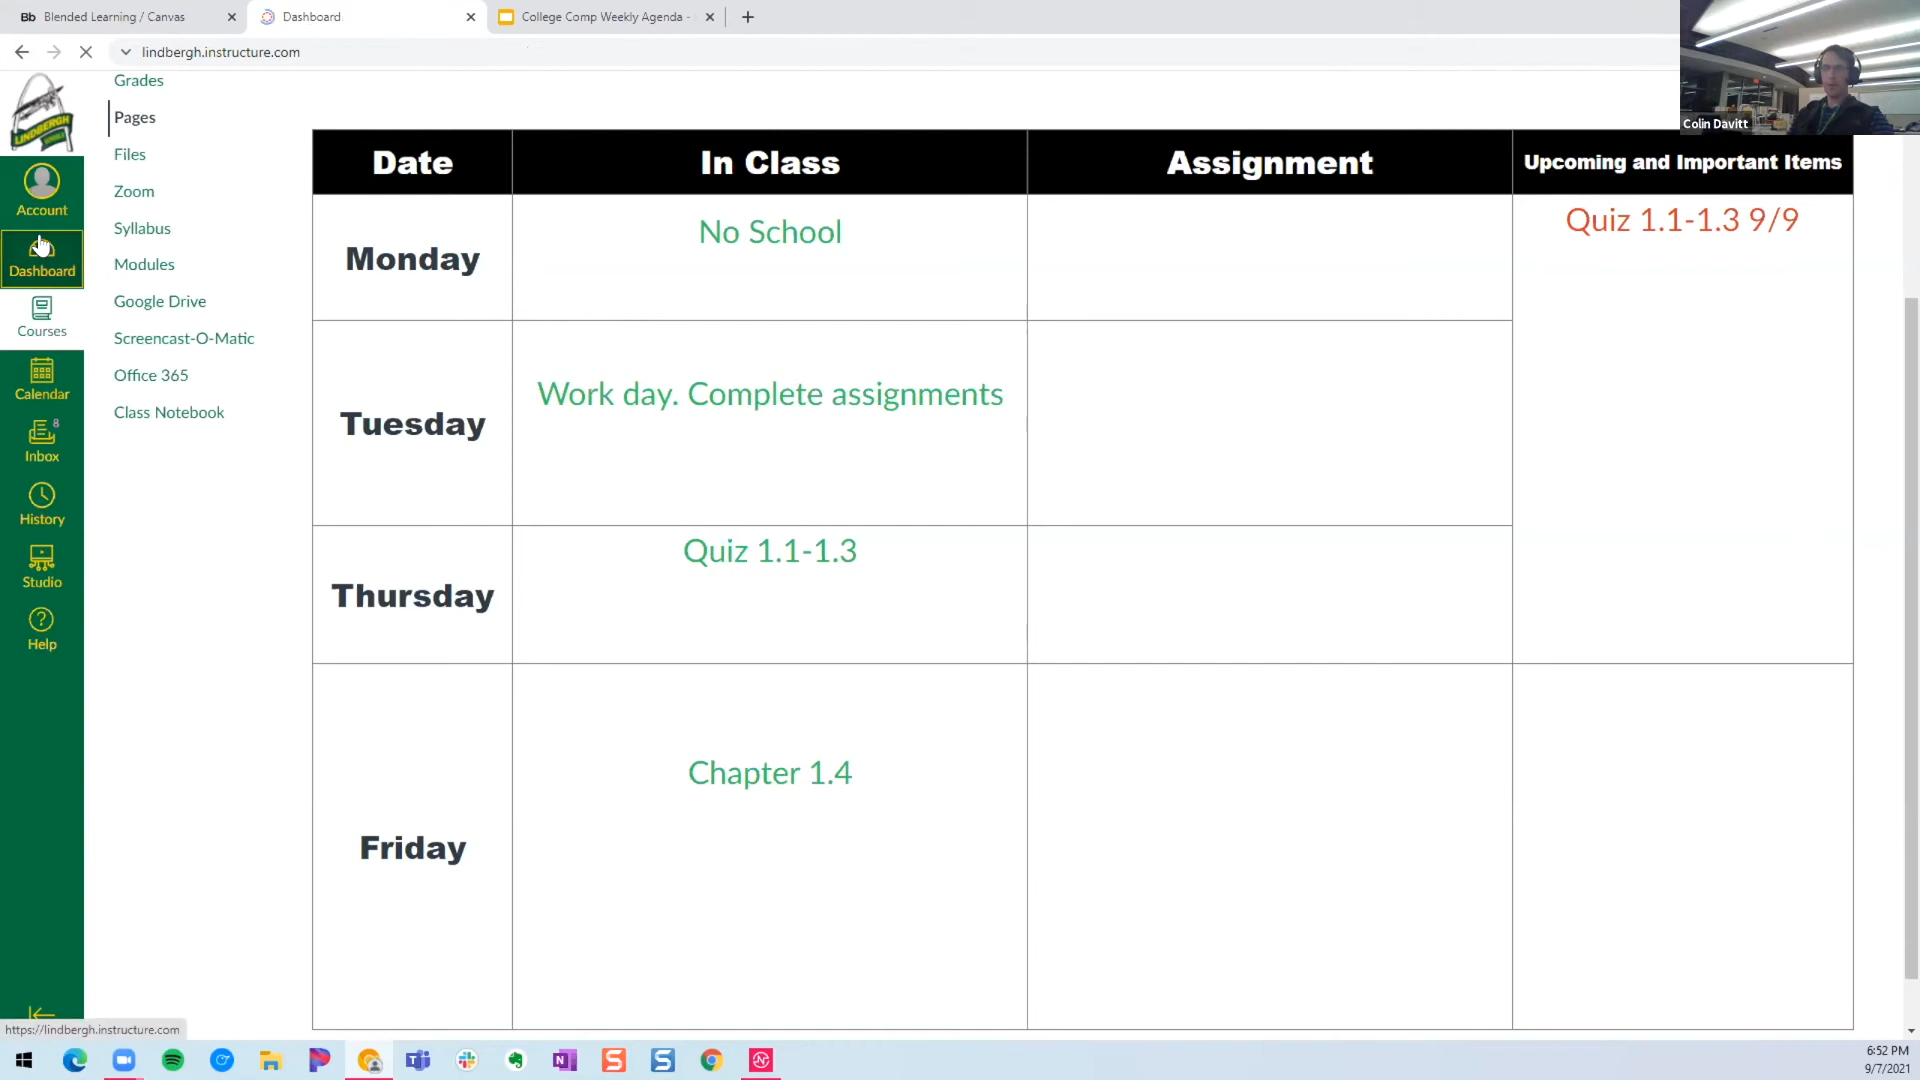 Bb Blended Learning / Canvas
Dashboard
College Comp Weekly Agenda -
lindbergh.instructure.com
Colin Davitt
LINDBERGH
Account
Dashboard
Courses
Calendar
8
Inbox
History
Studio
Help
Grades
Pages
Files
Zoom
Syllabus
Modules
Google Drive
Screencast-O-Matic
Office 365
Class Notebook
Date In Class Assignment Upcoming and Important Items
Monday No School Quiz 1.1-1.3 9/9
Tuesday Work day. Complete assignments
Thursday Quiz 1.1-1.3
Friday Chapter 1.4
https://lindbergh.instructure.com
6:52 PM
9/7/2021